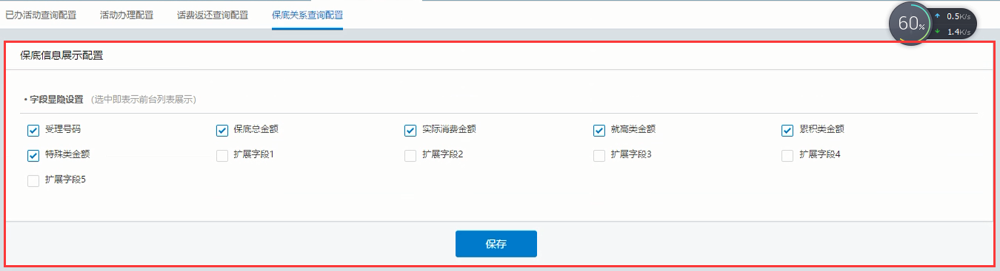 已办活动查询配置 活动办理配置 话费返还查询配置 保底关系查询配置
60% 0.5K/s
1.4K/s
保底信息展示配置
• 字段显隐设置 (选中即表示前台列表展示)
受理号码 保底总金额 实际消费金额 就高类金额 累积类金额
特殊类金额 扩展字段1 扩展字段2 扩展字段3 扩展字段4
扩展字段5
保存